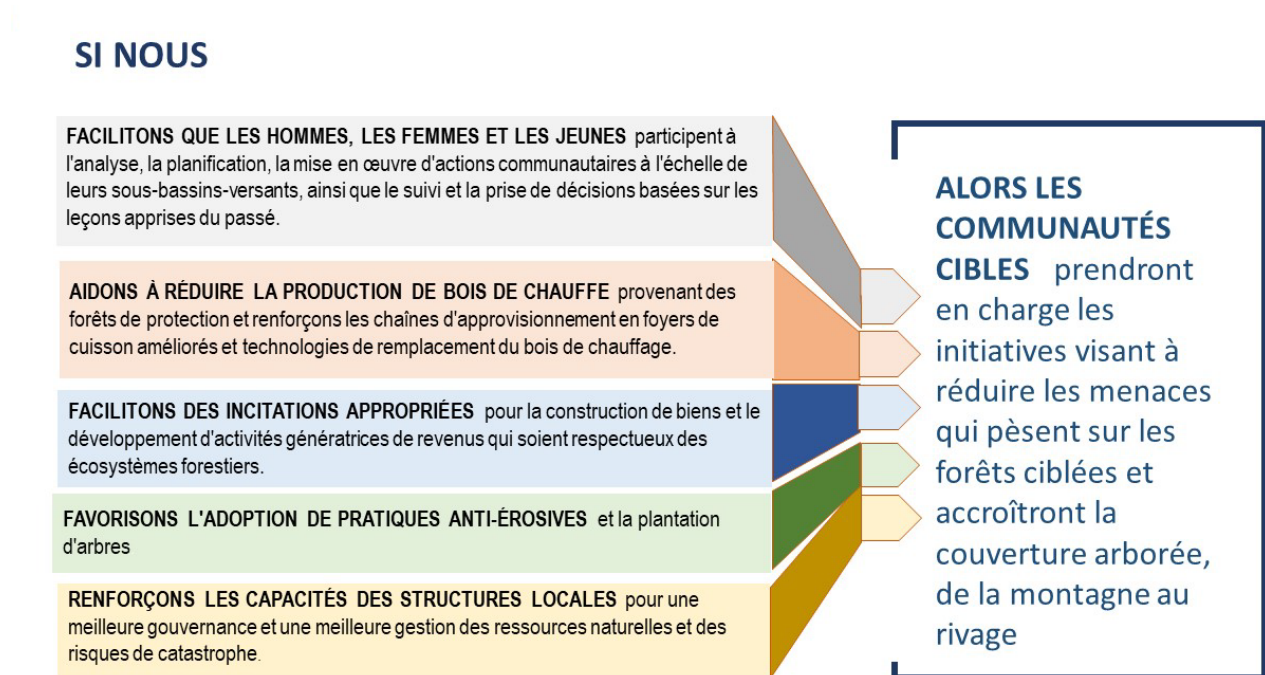 SI NOUS
FACILITONS QUE LES HOMMES, LES FEMMES ET LES JEUNES participent à
l'analyse, la planification, la mise en œuvre d'actions communautaires à l'échelle de
leurs sous-bassins-versants, ainsi que le suivi et la prise de décisions basées sur les
leçons apprises du passé.
AIDONS À RÉDUIRE LA PRODUCTION DE BOIS DE CHAUFFE provenant des
forêts de protection et renforçons les chaînes d'approvisionnement en foyers de
cuisson améliorés et technologies de remplacement du bois de chauffage.
FACILITONS DES INCITATIONS APPROPRIÉES pour la construction de biens et le
développement d'activités génératrices de revenus qui soient respectueux des
écosystèmes forestiers.
FAVORISONS L'ADOPTION DE PRATIQUES ANTI-ÉROSIVES et la plantation
d'arbres
RENFORÇONS LES CAPACITÉS DES STRUCTURES LOCALES pour une
meilleure gouvernance et une meilleure gestion des ressources naturelles et des
risques de catastrophe.
ALORS LES
COMMUNAUTÉS
CIBLES prendront
en charge les
initiatives visant à
réduire les menaces
qui pèsent sur les
forêts ciblées et
accroîtront la
couverture arborée,
de la montagne au
rivage